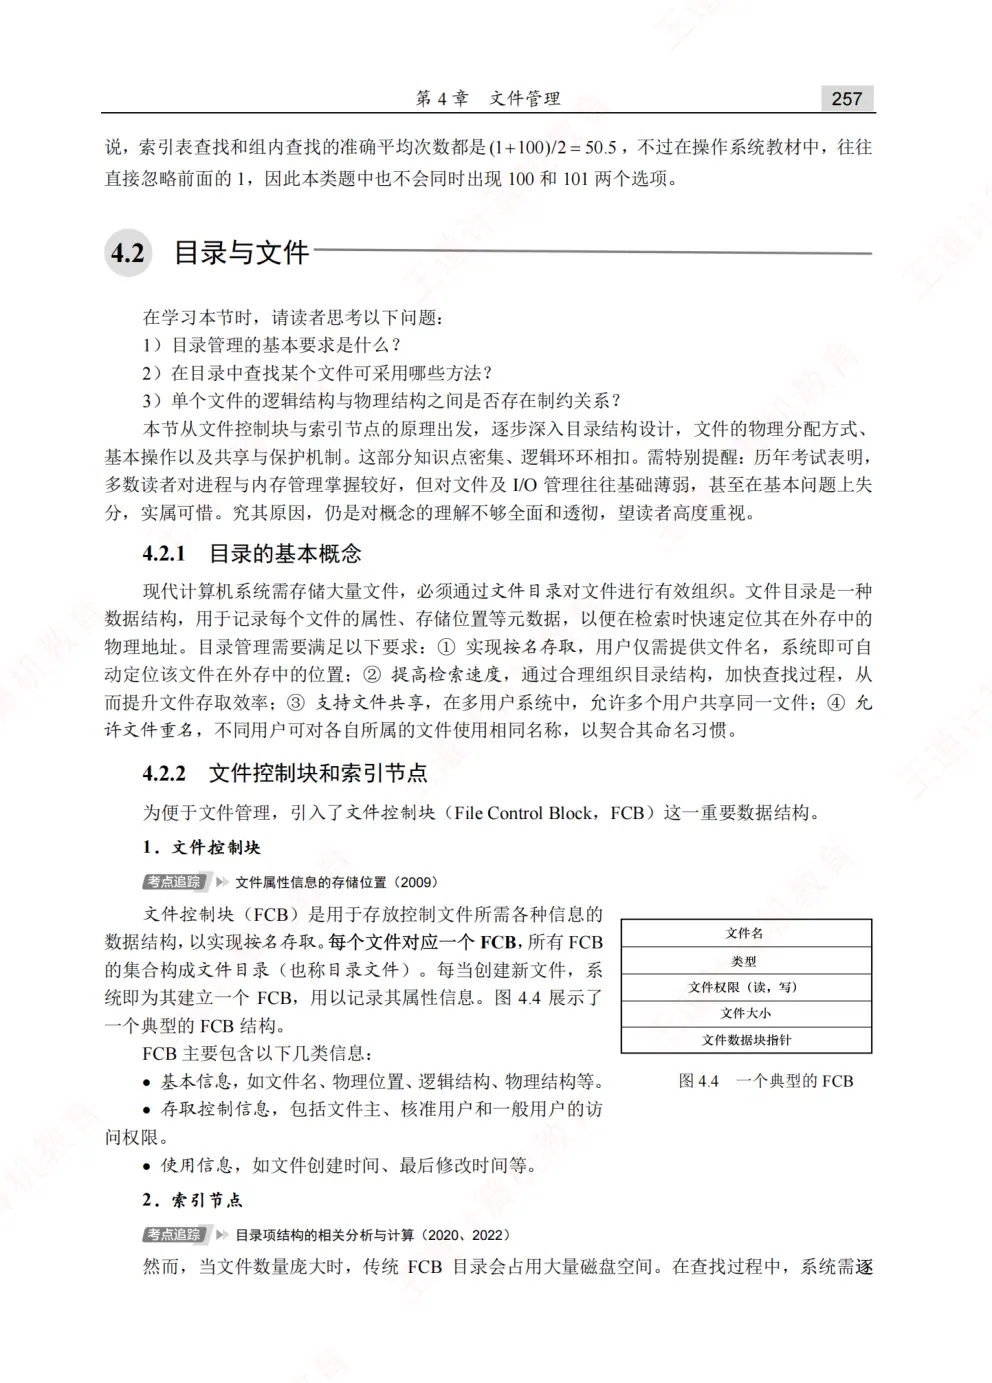 第 4 章　文件管理
257
说，索引表查找和组内查找的准确平均次数都是(1+100)/2 = 50.5，不过在操作系统教材中，往往
直接忽略前面的 1，因此本类题中也不会同时出现 100 和 101 两个选项。
4.2　目录与文件
在学习本节时，请读者思考以下问题：
1）目录管理的基本要求是什么？
2）在目录中查找某个文件可采用哪些方法？
3）单个文件的逻辑结构与物理结构之间是否存在制约关系？
本节从文件控制块与索引节点的原理出发，逐步深入目录结构设计，文件的物理分配方式、
基本操作以及共享与保护机制。这部分知识点密集、逻辑环环相扣。需特别提醒：历年考试表明，
多数读者对进程与内存管理掌握较好，但对文件及 I/O 管理往往基础薄弱，甚至在基本问题上失
分，实属可惜。究其原因，仍是对概念的理解不够全面和透彻，望读者高度重视。
4.2.1　目录的基本概念
现代计算机系统需存储大量文件，必须通过文件目录对文件进行有效组织。文件目录是一种
数据结构，用于记录每个文件的属性、存储位置等元数据，以便在检索时快速定位其在外存中的
物理地址。目录管理需要满足以下要求：① 实现按名存取，用户仅需提供文件名，系统即可自
动定位该文件在外存中的位置；② 提高检索速度，通过合理组织目录结构，加快查找过程，从
而提升文件存取效率；③ 支持文件共享，在多用户系统中，允许多个用户共享同一文件；④ 允
许文件重名，不同用户可对各自所属的文件使用相同名称，以契合其命名习惯。
4.2.2　文件控制块和索引节点
为便于文件管理，引入了文件控制块（File Control Block，FCB）这一重要数据结构。
1．文件控制块
考点追踪 文件属性信息的存储位置（2009）
文件控制块（FCB）是用于存放控制文件所需各种信息的
数据结构，以实现按名存取。每个文件对应一个 FCB，所有 FCB
的集合构成文件目录（也称目录文件）。每当创建新文件，系
统即为其建立一个 FCB，用以记录其属性信息。图 4.4 展示了
一个典型的 FCB 结构。
FCB 主要包含以下几类信息：
• 基本信息，如文件名、物理位置、逻辑结构、物理结构等。
• 存取控制信息，包括文件主、核准用户和一般用户的访
问权限。
• 使用信息，如文件创建时间、最后修改时间等。
文件名
类型
文件权限（读，写）
文件大小
文件数据块指针
图 4.4　一个典型的 FCB
2．索引节点
考点追踪 目录项结构的相关分析与计算（2020、2022）
然而，当文件数量庞大时，传统 FCB 目录会占用大量磁盘空间。在查找过程中，系统需逐